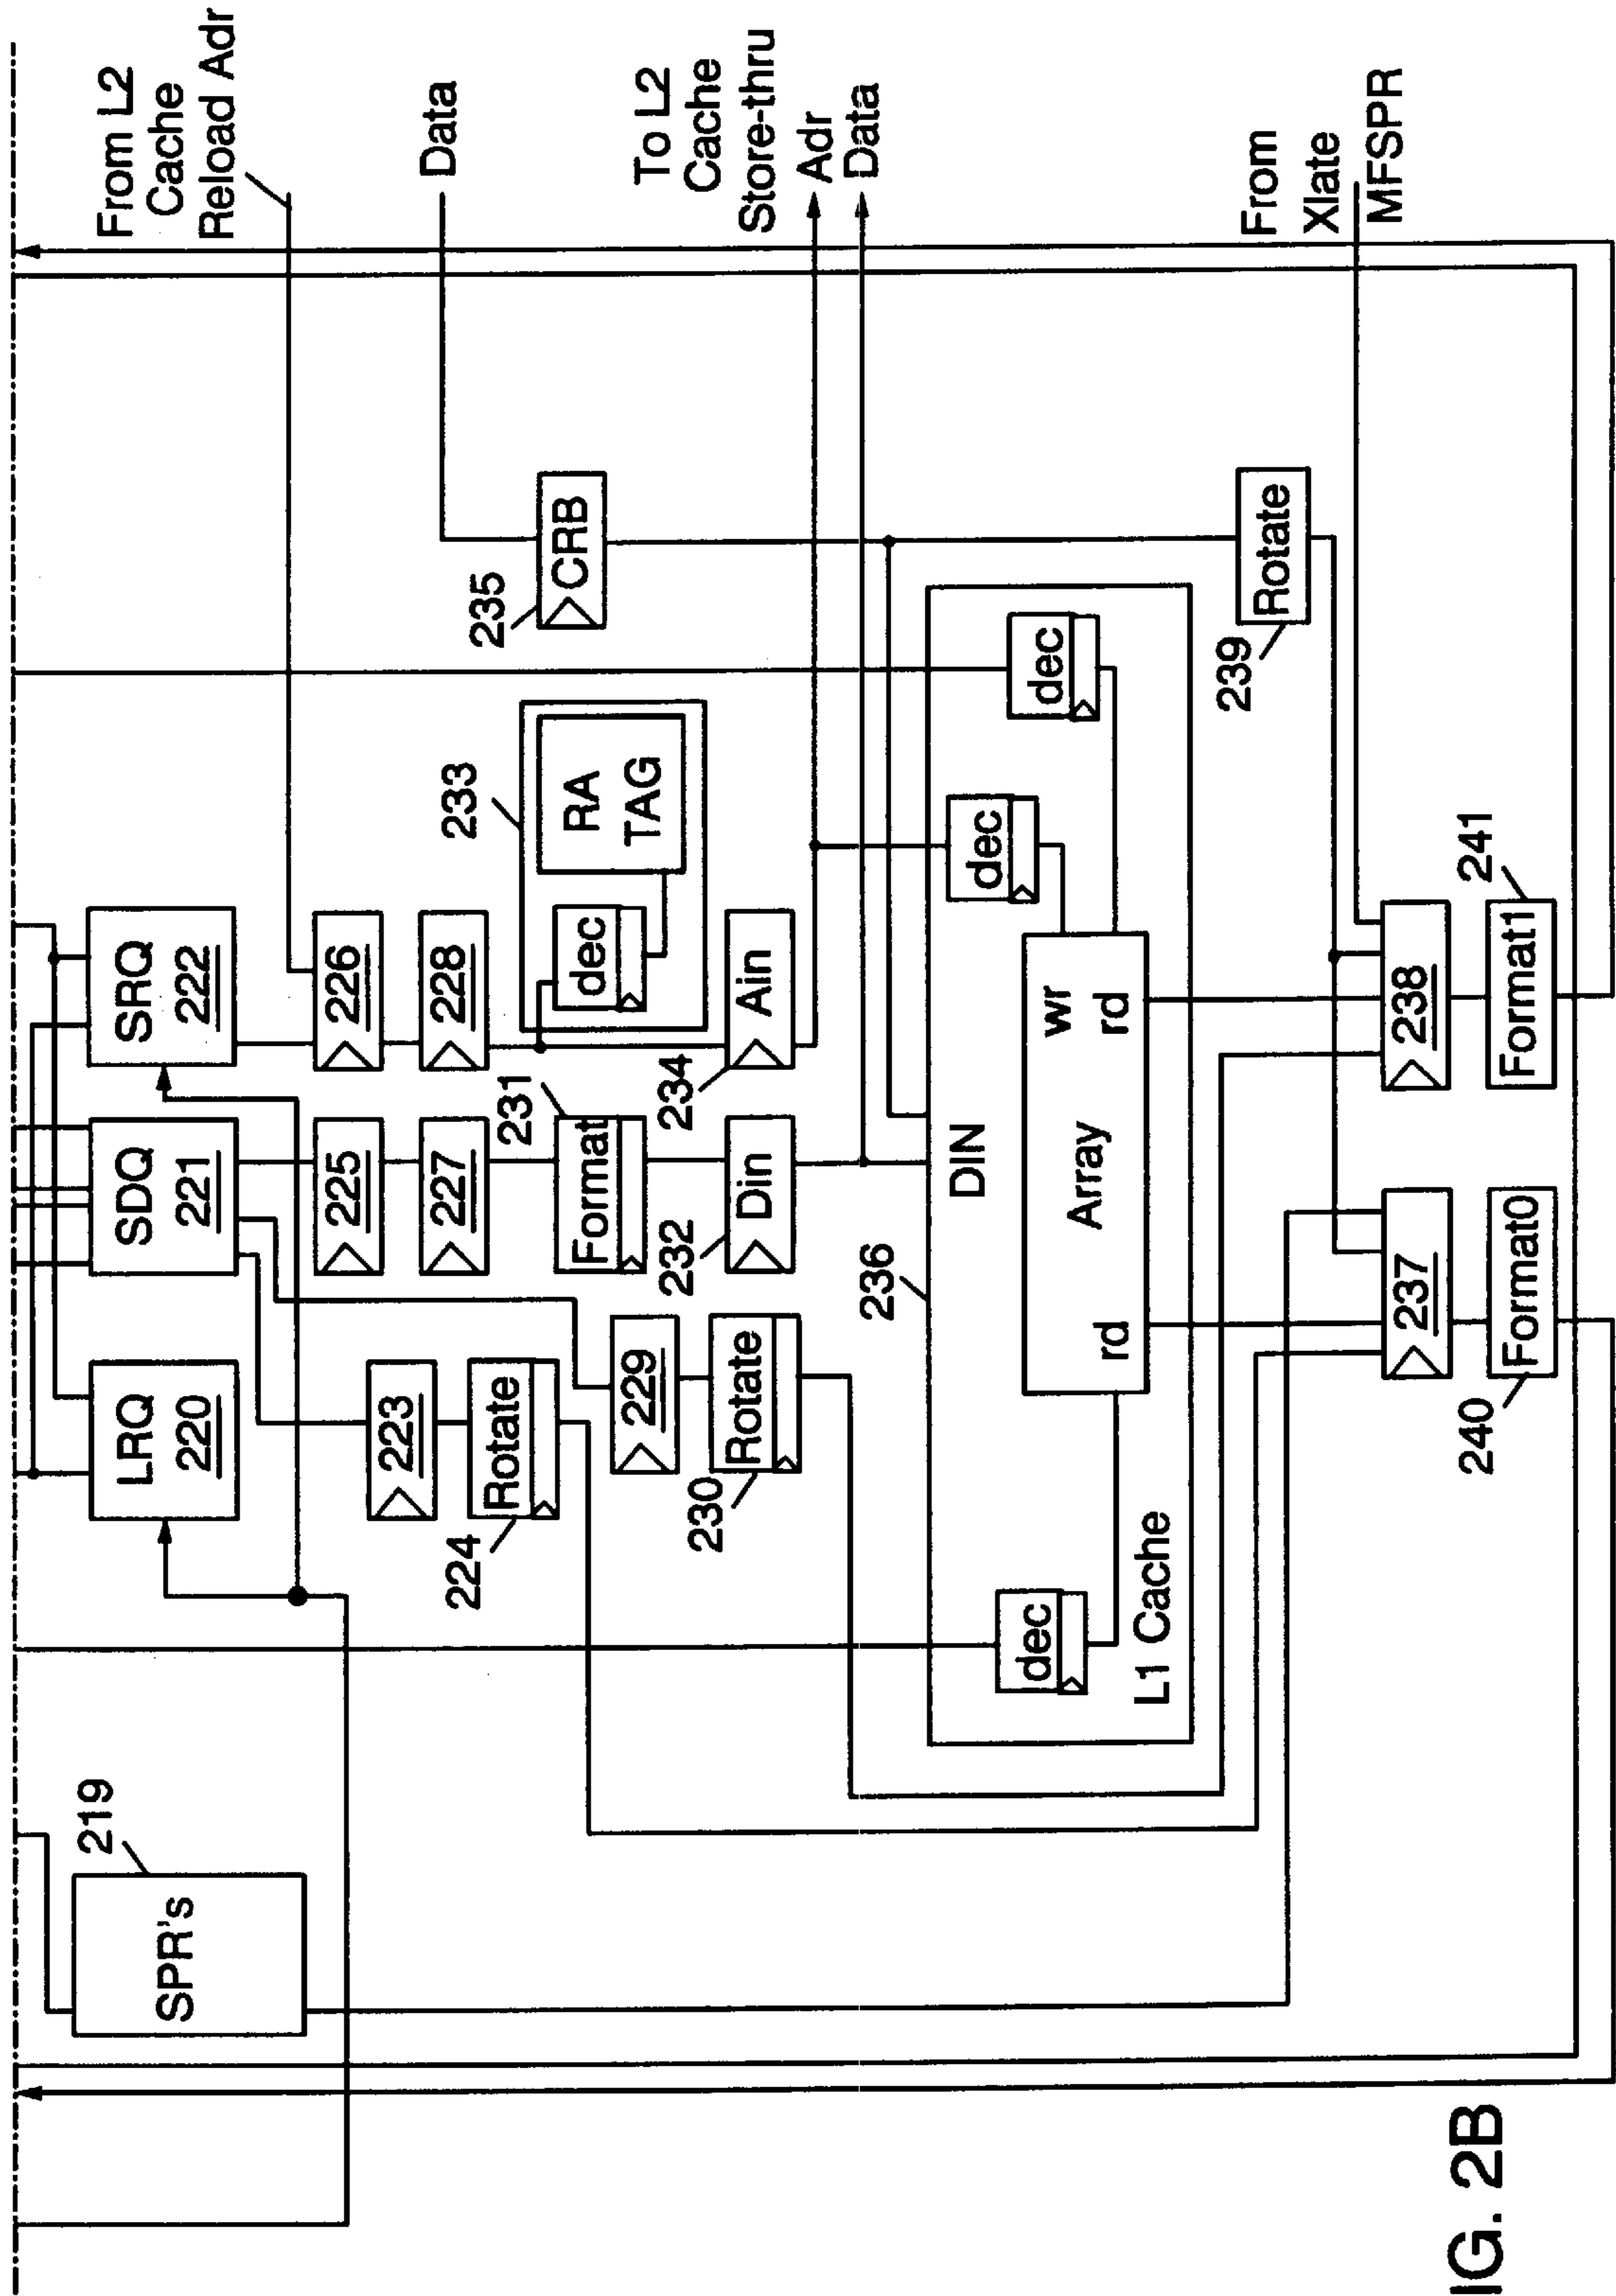 SPR's
219
LRQ
220
SDQ
221
SRQ
222
From L2
Cache
Reload Adr
223
Rotate
224
225
226
227
228
229
Rotate
230
Format
231
Din
232
dec
RA
TAG
233
Ain
234
CRB
235
Data
To L2
Cache
Store-thru
Adr
Data
236
DIN
dec
dec
dec
Array
wr
rd
rd
L1 Cache
Rotate
239
From
Xlate
MFSPR
237
238
Format0
240
Format1
241
IG. 2B